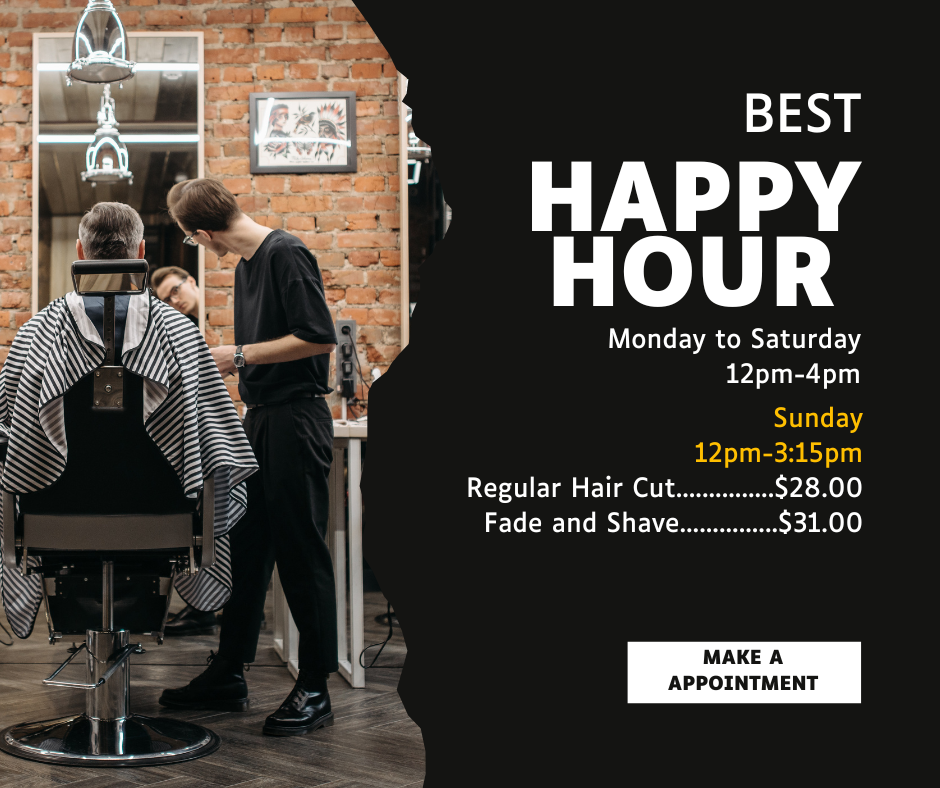 BEST
HAPPY
HOUR
Monday to Saturday
12pm-4pm
Sunday
12pm-3:15pm
Regular Hair Cut...............$28.00
Fade and Shave...............$31.00
MAKE A
APPOINTMENT